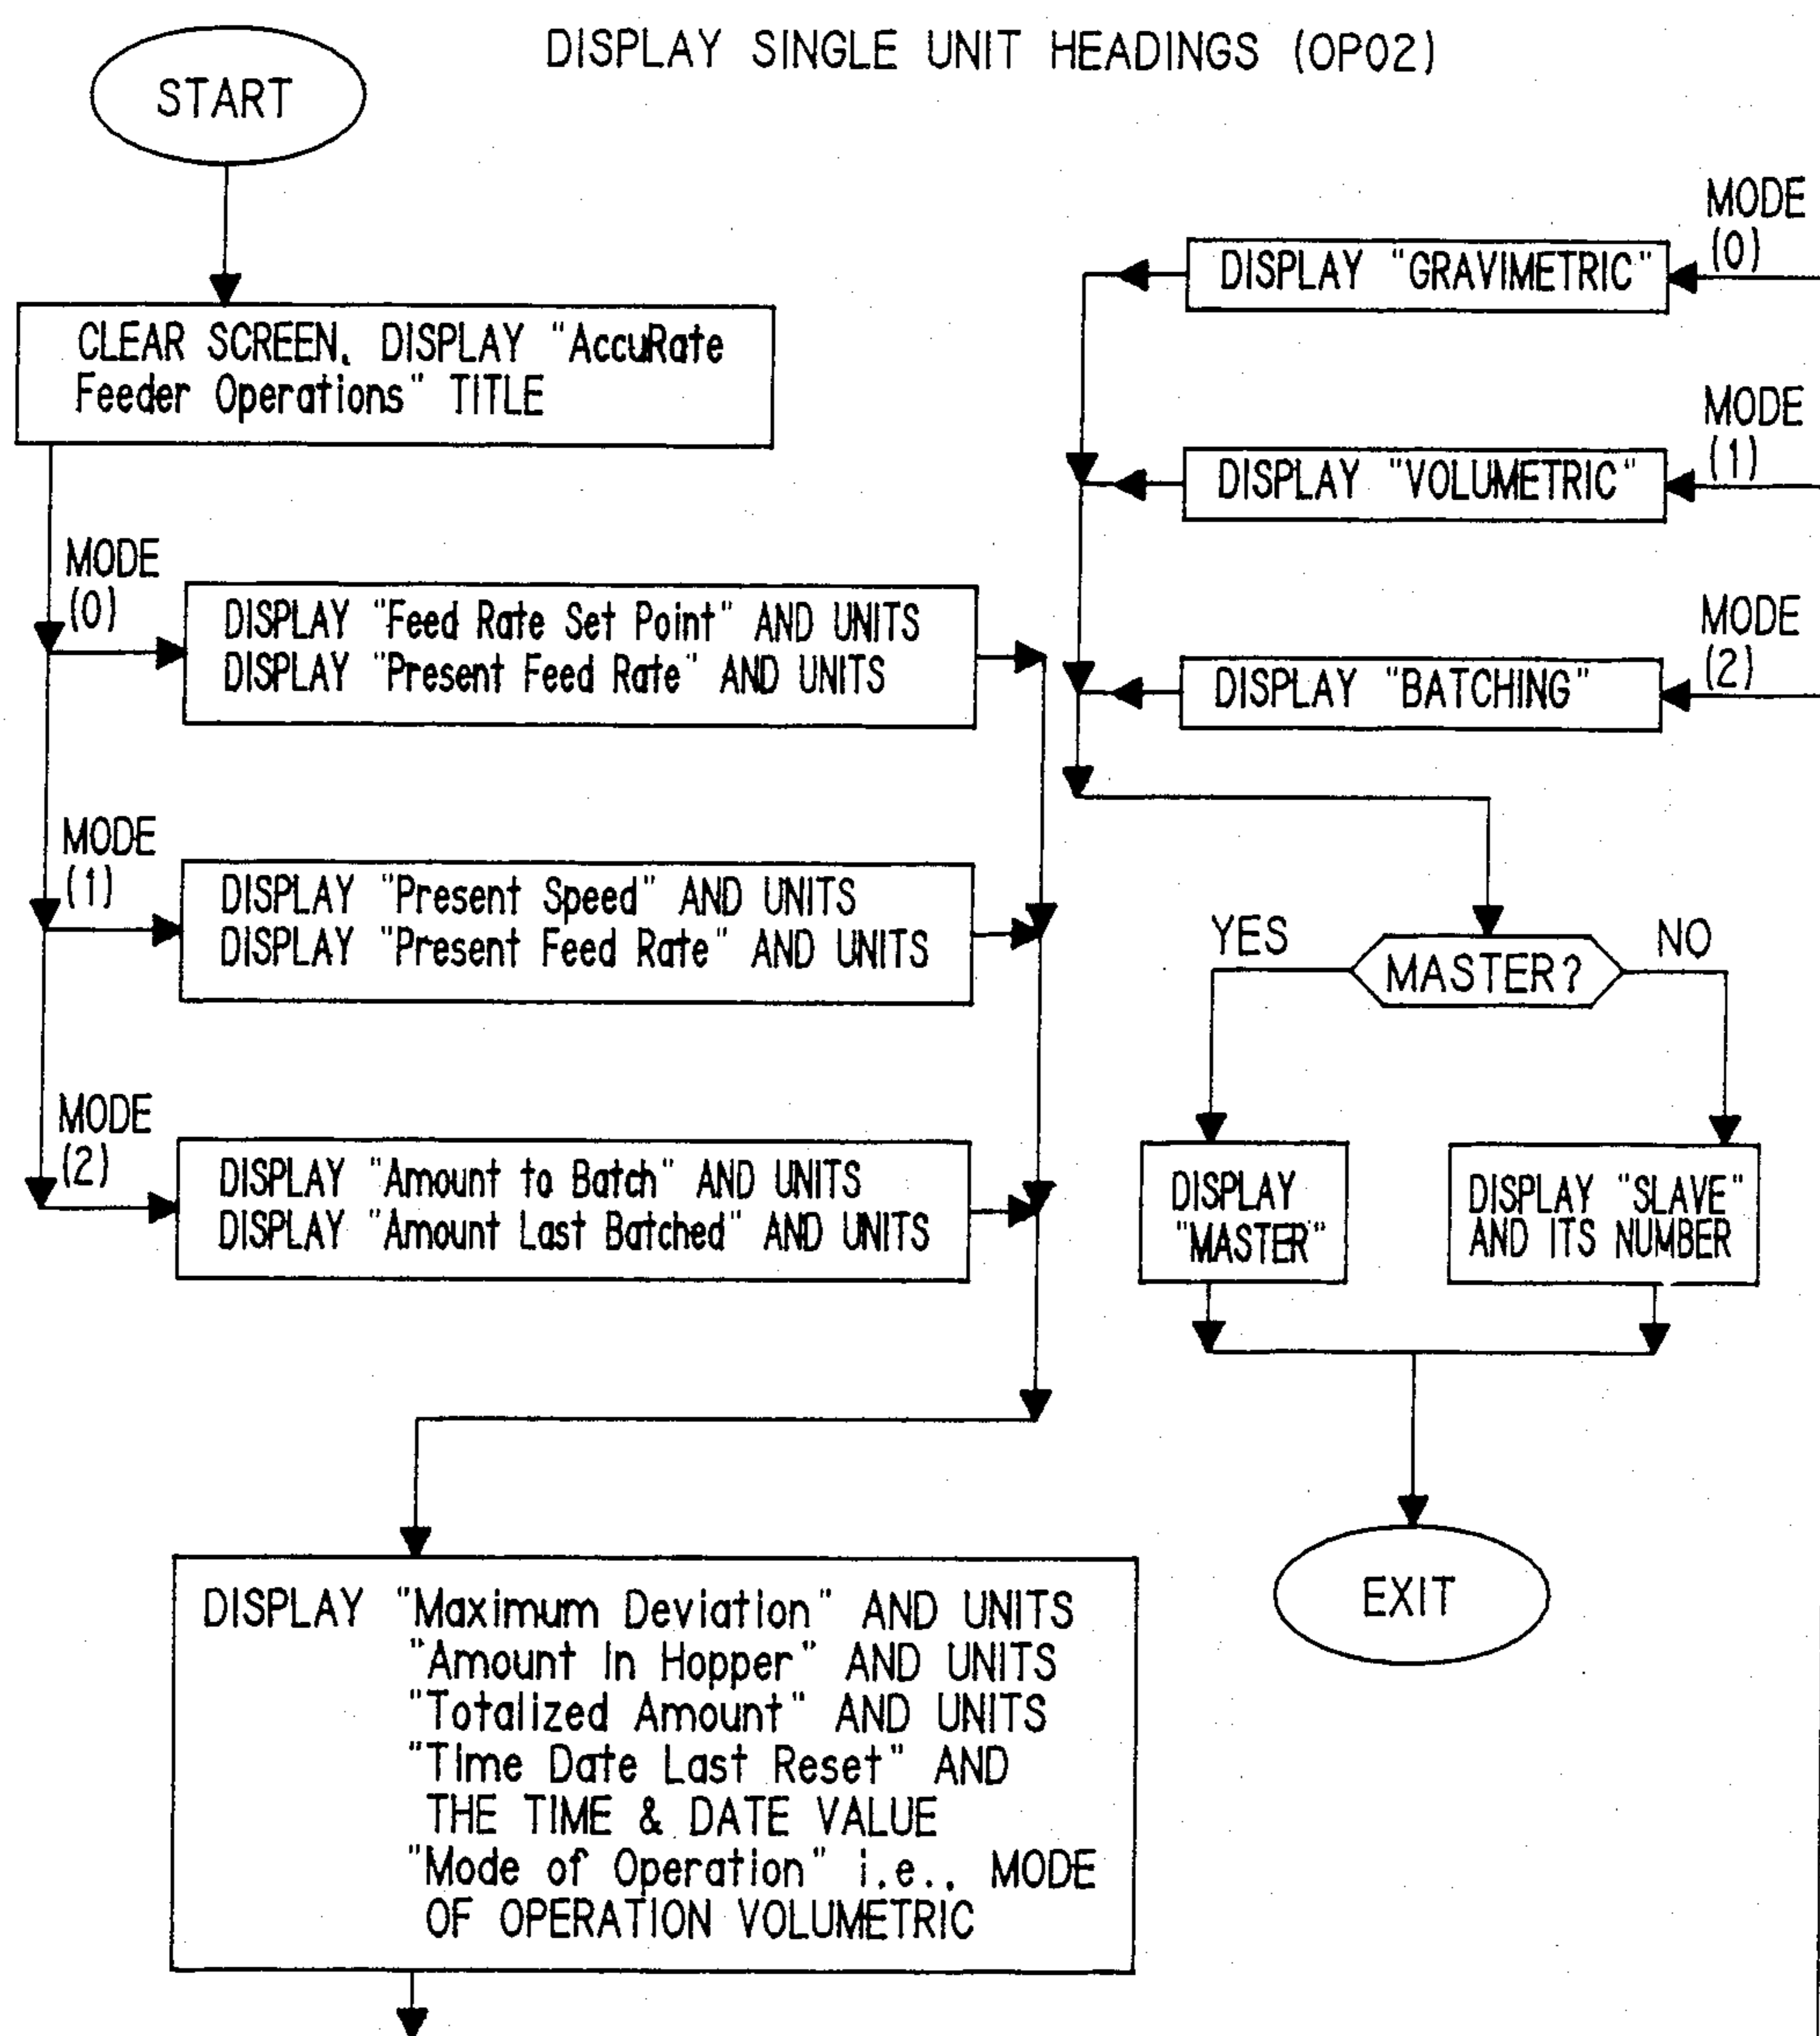 DISPLAY SINGLE UNIT HEADINGS (OP02)
START
CLEAR SCREEN, DISPLAY "AccuRate
Feeder Operations" TITLE
MODE
(0)
DISPLAY "Feed Rate Set Point" AND UNITS
DISPLAY "Present Feed Rate" AND UNITS
MODE
(1)
DISPLAY "Present Speed" AND UNITS
DISPLAY "Present Feed Rate" AND UNITS
MODE
(2)
DISPLAY "Amount to Batch" AND UNITS
DISPLAY "Amount Last Batched" AND UNITS
DISPLAY "Maximum Deviation" AND UNITS
"Amount In Hopper" AND UNITS
"Totalized Amount" AND UNITS
"Time Date Last Reset" AND
THE TIME & DATE VALUE
"Mode of Operation" i.e., MODE
OF OPERATION VOLUMETRIC
MODE
(0)
DISPLAY "GRAVIMETRIC"
MODE
(1)
DISPLAY "VOLUMETRIC"
MODE
(2)
DISPLAY "BATCHING"
MASTER?
YES
NO
DISPLAY
"MASTER"
DISPLAY "SLAVE"
AND ITS NUMBER
EXIT